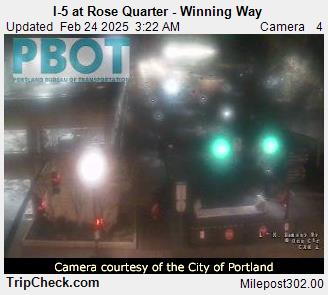 I-5 at Rose Quarter - Winning Way
Updated Feb 24 2025 3:22 AM Camera 4
PBOT
PORTLAND BUREAU OF TRANSPORTATION
Camera courtesy of the City of Portland
TripCheck.com Milepost302.00